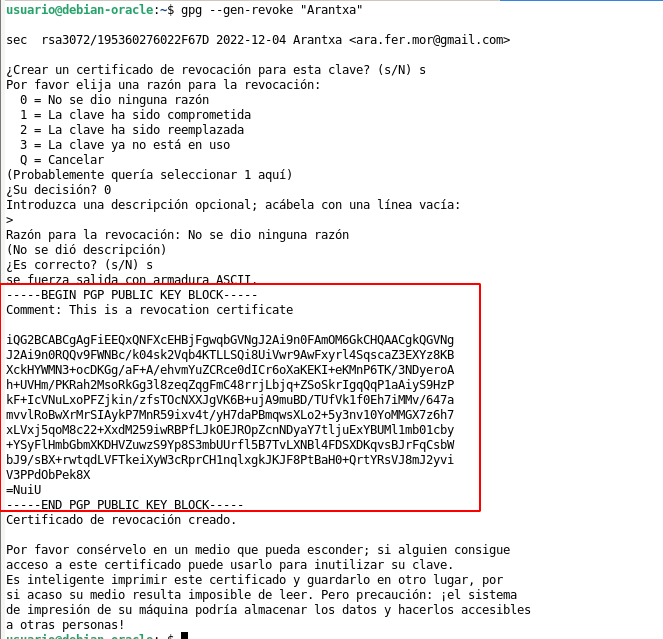 usuario@debian-oracle:~$ gpg --gen-revoke "Arantxa"
sec  rsa3072/195360276022F67D 2022-12-04 Arantxa <ara.fer.mor@gmail.com>
¿Crear un certificado de revocación para esta clave? (s/N) s
Por favor elija una razón para la revocación:
  0 = No se dio ninguna razón
  1 = La clave ha sido comprometida
  2 = La clave ha sido reemplazada
  3 = La clave ya no está en uso
  Q = Cancelar
(Probablemente quería seleccionar 1 aquí)
¿Su decisión? 0
Introduzca una descripción opcional; acábela con una línea vacía:
>
Razón para la revocación: No se dio ninguna razón
(No se dió descripción)
¿Es correcto? (s/N) s
se fuerza salida con armadura ASCII.
-----BEGIN PGP PUBLIC KEY BLOCK-----
Comment: This is a revocation certificate
iQG2BCABCgAgFiEEQxQNFXcEHBjFgwqbGVNgJ2Ai9n0FAmOM6GkCHQAACgkQGVNg
J2Ai9n0RQQv9FWNBc/k04sk2Vqb4KTLLSQi8UiVwr9AwFxyrl4SqscaZ3EXYz8KB
XckHYWMN3+ocDKGg/aF+A/ehvmYuZCRce0dICr6oXaKEKI+eKMnP6TK/3NDyeroA
h+UVHm/PKRah2MsoRkGg3l8zeqZqgFmC48rrjLbjq+ZSoSkrIgqQqP1aAiyS9HzP
kF+IcVNuLxoPFZjkin/zfsTOcNXXJgVK6B+ujA9muBD/TUfVk1f0Eh7iMMv/647a
mvvlRoBwXrMrSIAykP7MnR59ixv4t/yH7daPBmqwsXLo2+5y3nv10YoMMGX7z6h7
xLVxj5qoM8c22+XxdM259iwRBPfLJkOEJROpZcnNDyaY7tljuExYBUMl1mb01cby
+YSyFlHmbGbmXKDHVZuwzS9Yp8S3mbUUrfl5B7TvLXNBl4FDSXDKqvsBJrFqCsbW
bJ9/sBX+rwtqdLVFTkeiXyW3cRprCH1nqlxgkJKJF8PtBaH0+QrtYRsVJ8mJ2yvi
V3PPdObPek8X
=NuiU
-----END PGP PUBLIC KEY BLOCK-----
Certificado de revocación creado.
Por favor consérvelo en un medio que pueda esconder; si alguien consigue
acceso a este certificado puede usarlo para inutilizar su clave.
Es inteligente imprimir este certificado y guardarlo en otro lugar, por
si acaso su medio resulta imposible de leer. Pero precaución: ¡el sistema
de impresión de su máquina podría almacenar los datos y hacerlos accesibles
a otras personas!
usuario@debian-oracle:~$